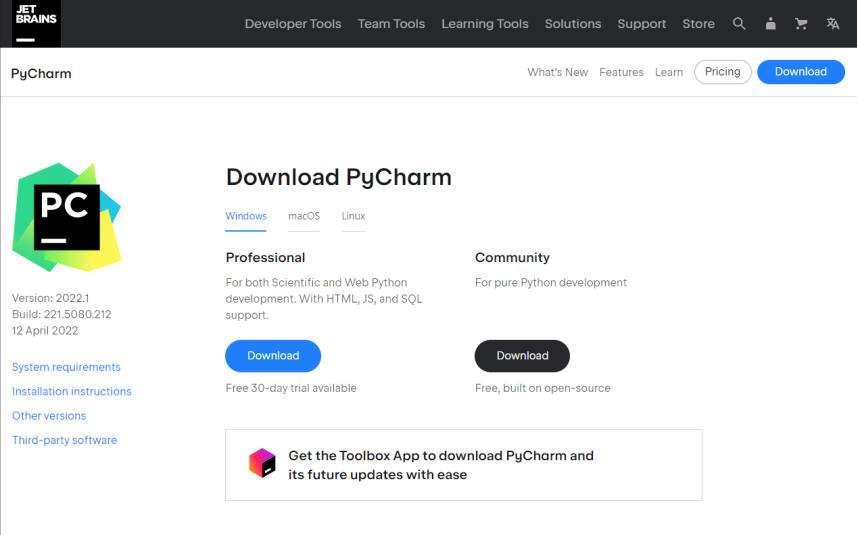 JET
BRAINS
Developer Tools Team Tools Learning Tools Solutions Support Store
PyCharm
What's New Features Learn Pricing Download
PC
Download PyCharm
Windows macOS Linux
Professional
For both Scientific and Web Python
development. With HTML, JS, and SQL
support.
Download
Free 30-day trial available
Community
For pure Python development
Download
Free, built on open-source
Version: 2022.1
Build: 221.5080.212
12 April 2022
System requirements
Installation instructions
Other versions
Third-party software
Get the Toolbox App to download PyCharm and
its future updates with ease